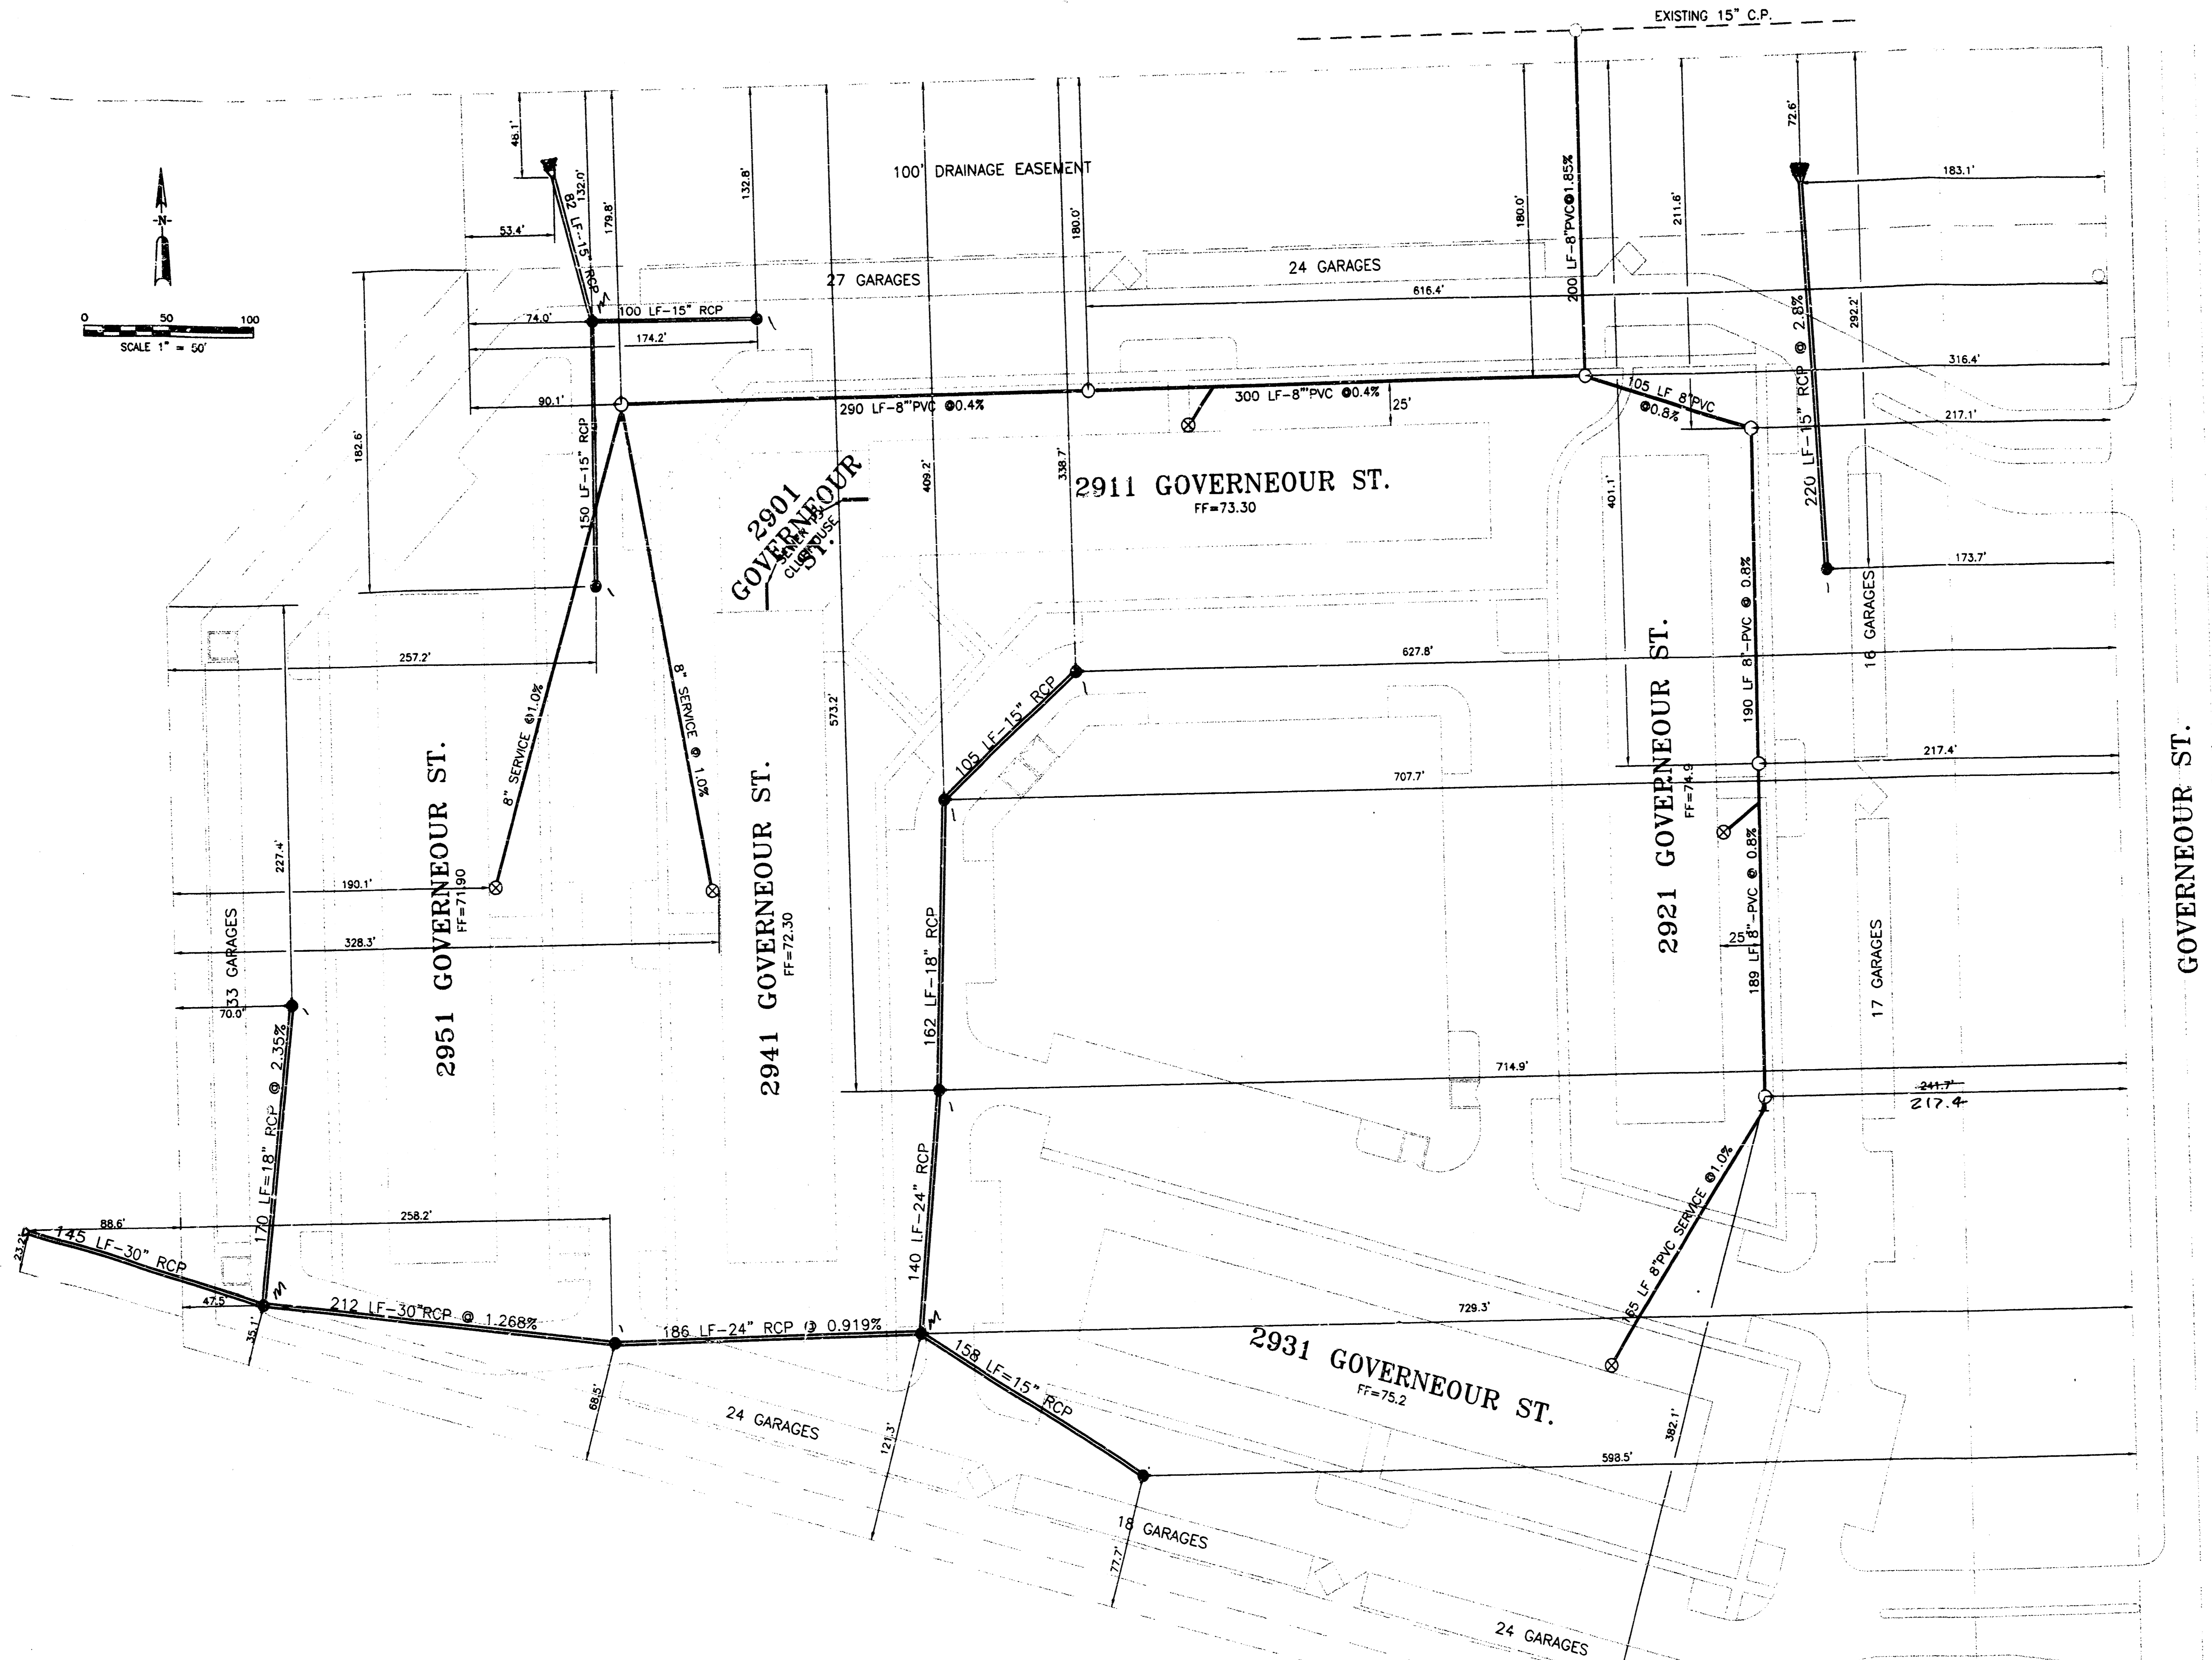 EXISTING 15" C.P.
48.1'
132.0'
179.8'
132.8'
180.0'
180.0'
211.6'
72.6'
183.1'
100' DRAINAGE EASEMENT
200 LF-8"PVC@1.85%
82 LF-15" RCP
53.4'
-N-
27 GARAGES
24 GARAGES
616.4'
292.2'
0 50 100
SCALE 1" = 50'
74.0'
100 LF-15" RCP
174.2'
316.4'
90.1'
290 LF-8"'PVC @0.4%
300 LF-8"'PVC @0.4%
25'
105 LF 8"PVC
@0.8%
217.1'
220 LF-15" RCP @ 2.8%
182.6'
150 LF-15" RCP
409.2'
338.7'
401.1'
2901
GOVERNEOUR
ST.
CLUBHOUSE
2911 GOVERNEOUR ST.
FF=73.30
173.7'
16 GARAGES
190 LF 8"-PVC @ 0.8%
257.2'
627.8'
573.2'
8" SERVICE @1.0%
8" SERVICE @ 1.0%
105 LF-15" RCP
217.4'
707.7'
2921 GOVERNEOUR ST.
FF=74.9
GOVERNEOUR ST.
227.4'
190.1'
2951 GOVERNEOUR ST.
FF=71.90
2941 GOVERNEOUR ST.
FF=72.30
328.3'
33 GARAGES
70.0'
162 LF-18" RCP
25'
189 LF 8"-PVC @ 0.8%
17 GARAGES
714.9'
241.7'
217.4
170 LF=18" RCP @ 2.35%
140 LF-24" RCP
165 LF 8"PVC SERVICE @1.0%
88.6'
258.2'
23.2'
145 LF-30" RCP
47.5'
35.1'
212 LF-30"RCP @ 1.268%
186 LF-24" RCP @ 0.919%
729.3'
158 LF=15" RCP
2931 GOVERNEOUR ST.
FF=75.2
68.5'
24 GARAGES
121.3'
382.1'
598.5'
77.7'
18 GARAGES
24 GARAGES